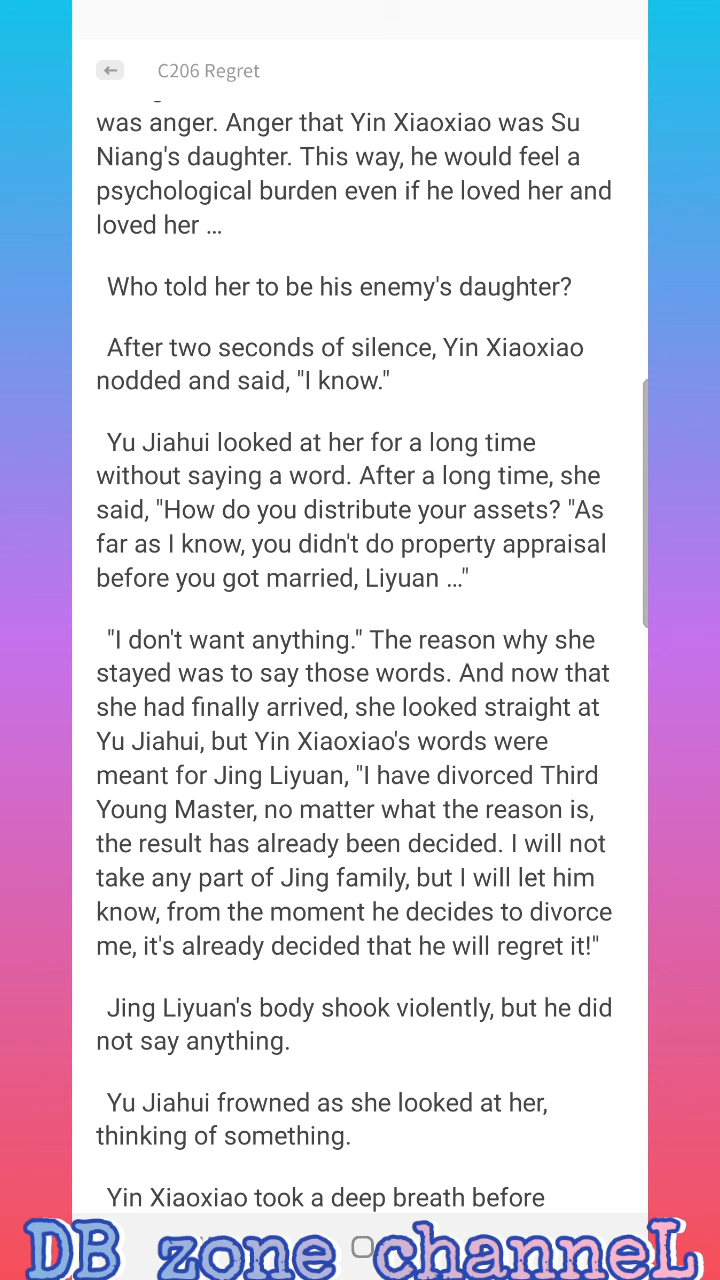 C206 Regret
was anger. Anger that Yin Xiaoxiao was Su
Niang's daughter. This way, he would feel a
psychological burden even if he loved her and
loved her ...
Who told her to be his enemy's daughter?
After two seconds of silence, Yin Xiaoxiao
nodded and said, "I know."
Yu Jiahui looked at her for a long time
without saying a word. After a long time, she
said, "How do you distribute your assets? "As
far as I know, you didn't do property appraisal
before you got married, Liyuan ..."
"I don't want anything." The reason why she
stayed was to say those words. And now that
she had finally arrived, she looked straight at
Yu Jiahui, but Yin Xiaoxiao's words were
meant for Jing Liyuan, "I have divorced Third
Young Master, no matter what the reason is,
the result has already been decided. I will not
take any part of Jing family, but I will let him
know, from the moment he decides to divorce
me, it's already decided that he will regret it!"
Jing Liyuan's body shook violently, but he did
not say anything.
Yu Jiahui frowned as she looked at her,
thinking of something.
Yin Xiaoxiao took a deep breath before
DB zone channeL